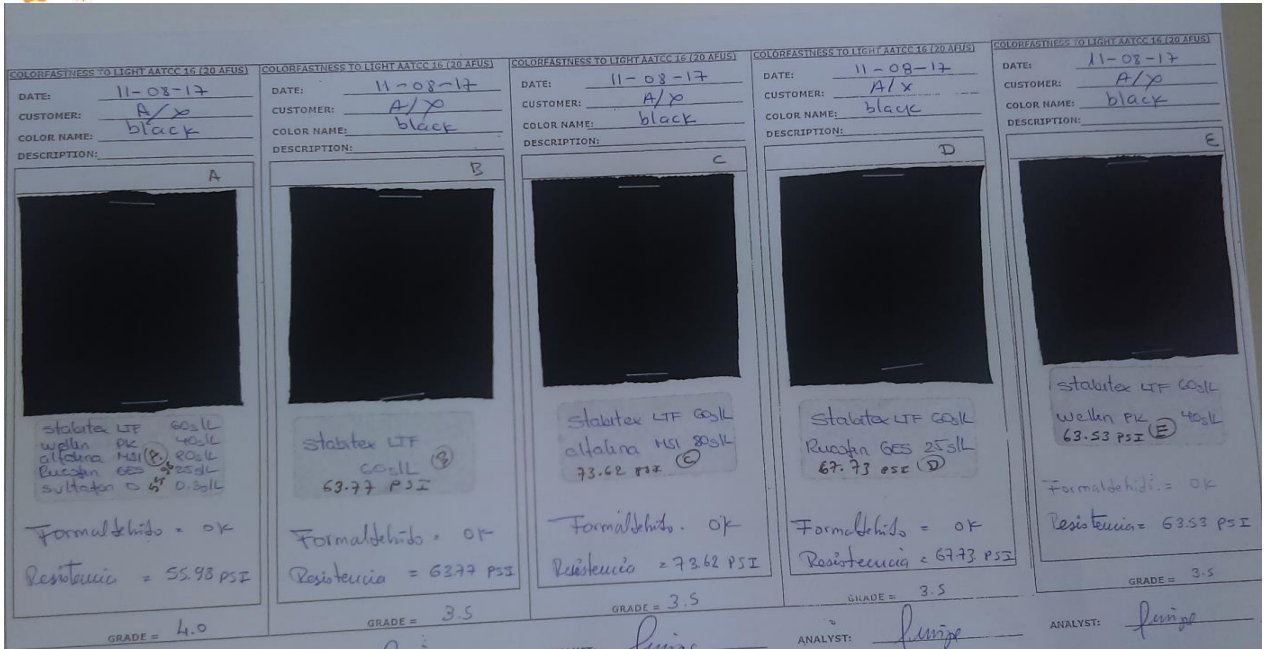 COLORFASTNESS TO LIGHT AATCC 16 (20 AFUS)
DATE: 11-08-17
CUSTOMER: A/X
COLOR NAME: black
DESCRIPTION:
A
stabitex LTF 60g/L
wellin PK 40g/L
alfalina MSI 80g/L
Rucofin GES 25g/L
0.3g/L
Formaldehido = OK
Resistencia = 55.93 PSI
GRADE = 4.0
COLORFASTNESS TO LIGHT AATCC 16 (20 AFUS)
DATE: 11-08-17
CUSTOMER: A/X
COLOR NAME: black
DESCRIPTION:
B
stabitex LTF
60g/L
63.77 PSI
Formaldehido = OK
Resistencia = 63.77 PSI
GRADE = 3.5
COLORFASTNESS TO LIGHT AATCC 16 (20 AFUS)
DATE: 11-08-17
CUSTOMER: A/X
COLOR NAME: black
DESCRIPTION:
C
stabitex LTF 60g/L
alfalina MSI 80g/L
73.62 PSI C
Formaldehido. OK
Resistencia = 73.62 PSI
GRADE = 3.5
COLORFASTNESS TO LIGHT AATCC 16 (20 AFUS)
DATE: 11-08-17
CUSTOMER: A/X
COLOR NAME: black
DESCRIPTION:
D
stabitex LTF 60g/L
Rucofin GES 25g/L
67.73 PSI D
Formaldehido = OK
Resistencia = 67.73 PSI
GRADE = 3.5
ANALYST:
COLORFASTNESS TO LIGHT AATCC 16 (20 AFUS)
DATE: 11-08-17
CUSTOMER: A/X
COLOR NAME: black
DESCRIPTION:
E
stabitex LTF 60g/L
wellin PK 40g/L
63.53 PSI E
Formaldehido = OK
Resistencia = 63.53 PSI
GRADE = 3.5
ANALYST: